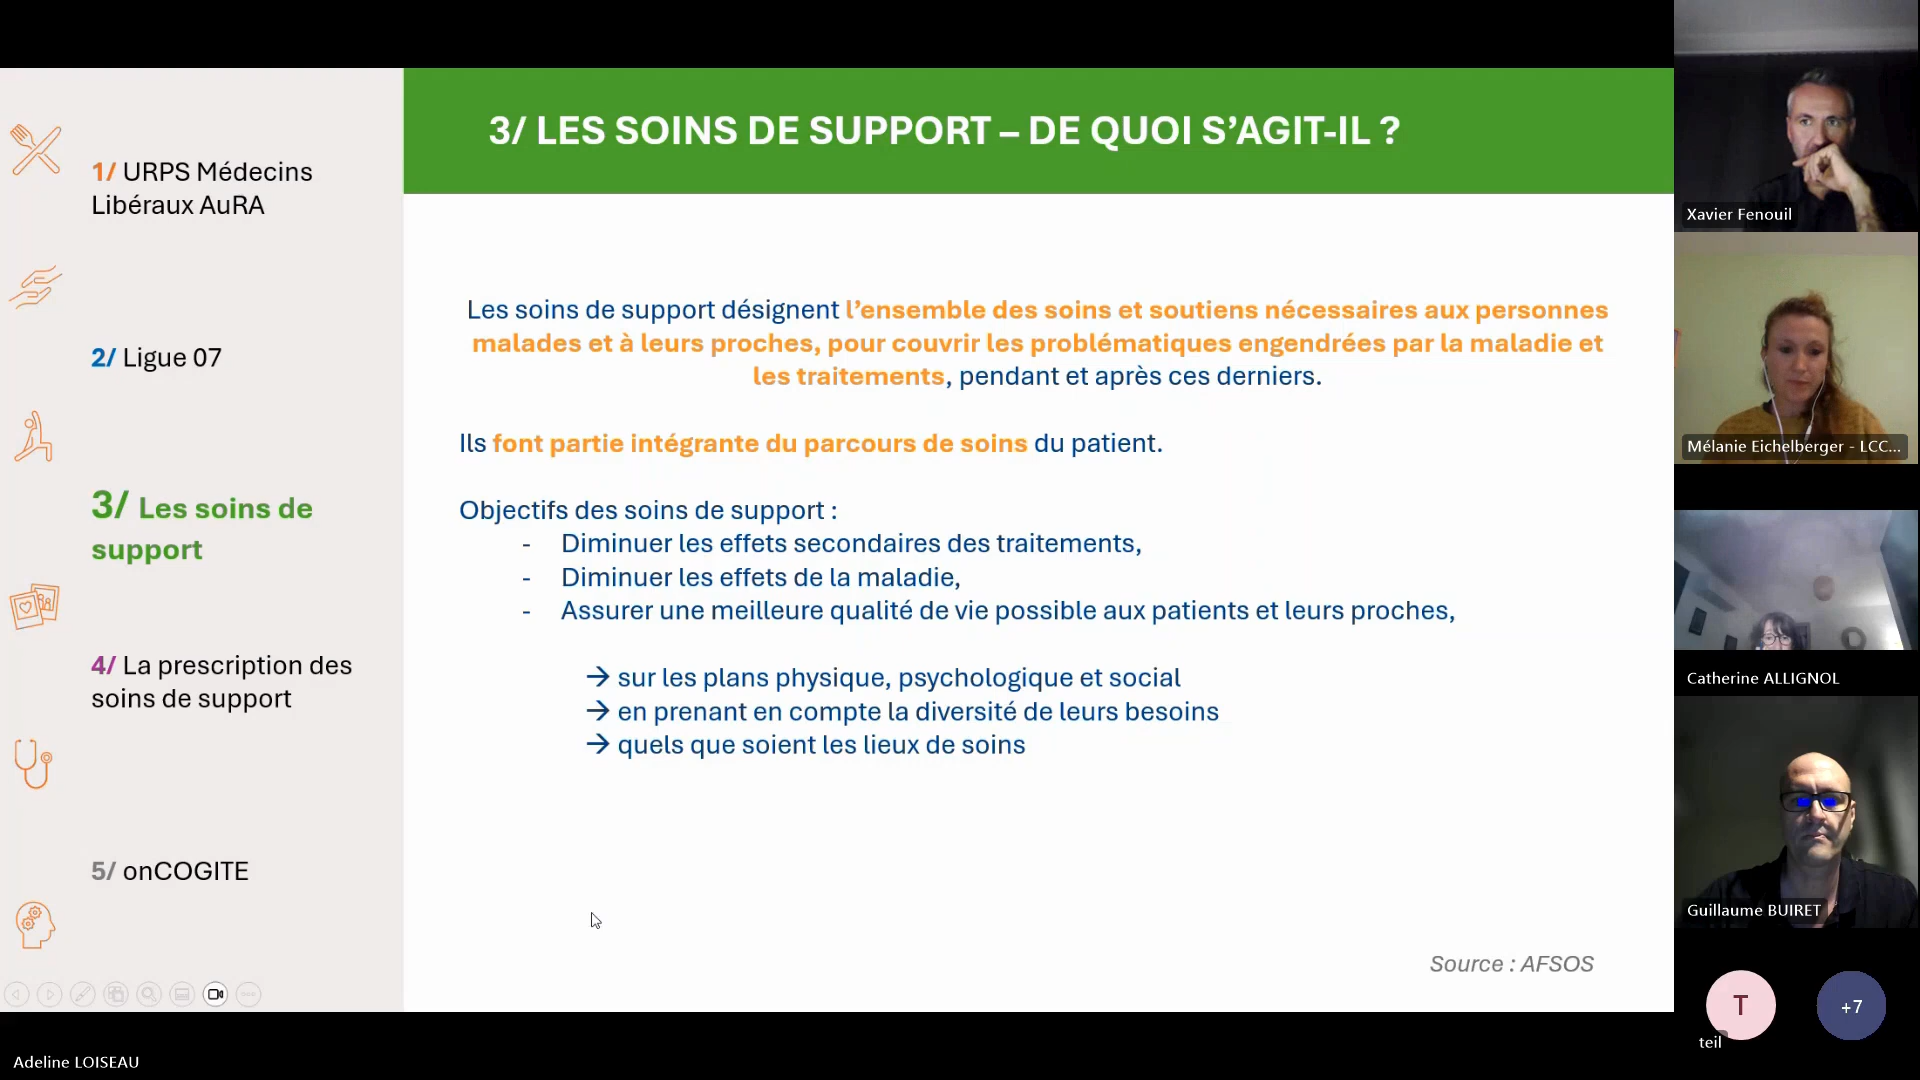 1/ URPS Médecins
Libéraux AuRA
2/ Ligue 07
3/ Les soins de
support
4/ La prescription des
soins de support
5/ onCOGITE
3/ LES SOINS DE SUPPORT – DE QUOI S’AGIT-IL ?
Les soins de support désignent l’ensemble des soins et soutiens nécessaires aux personnes
malades et à leurs proches, pour couvrir les problématiques engendrées par la maladie et
les traitements, pendant et après ces derniers.
Ils font partie intégrante du parcours de soins du patient.
Objectifs des soins de support :
- Diminuer les effets secondaires des traitements,
- Diminuer les effets de la maladie,
- Assurer une meilleure qualité de vie possible aux patients et leurs proches,
→ sur les plans physique, psychologique et social
→ en prenant en compte la diversité de leurs besoins
→ quels que soient les lieux de soins
Source : AFSOS
Xavier Fenouil
Mélanie Eichelberger - LCC...
Catherine ALLIGNOL
Guillaume BUIRET
T
+7
teil
Adeline LOISEAU